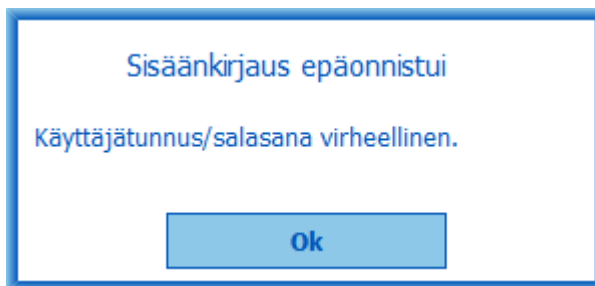 Sisäänkirjaus epäonnistui
Käyttäjätunnus/salasana virheellinen.
Ok